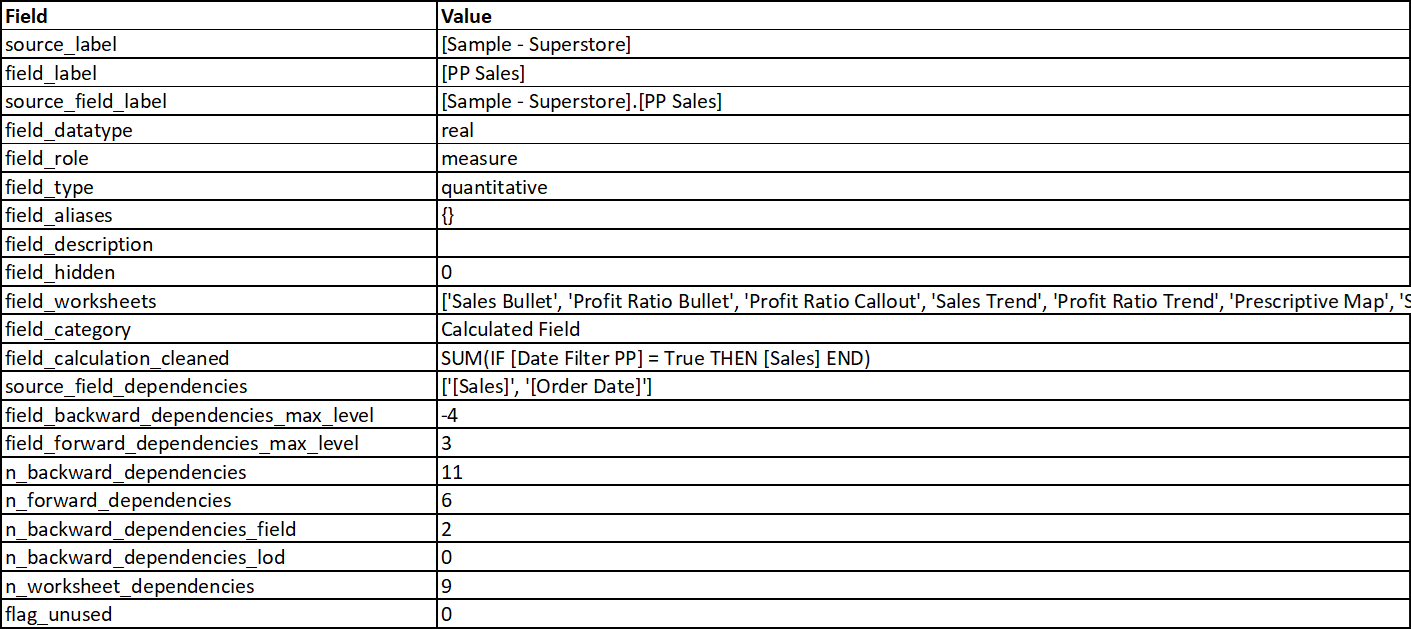 Field Value
source_label [Sample - Superstore]
field_label [PP Sales]
source_field_label [Sample - Superstore].[PP Sales]
field_datatype real
field_role measure
field_type quantitative
field_aliases {}
field_description
field_hidden 0
field_worksheets ['Sales Bullet', 'Profit Ratio Bullet', 'Profit Ratio Callout', 'Sales Trend', 'Profit Ratio Trend', 'Prescriptive Map', '
field_category Calculated Field
field_calculation_cleaned SUM(IF [Date Filter PP] = True THEN [Sales] END)
source_field_dependencies ['[Sales]', '[Order Date]']
field_backward_dependencies_max_level -4
field_forward_dependencies_max_level 3
n_backward_dependencies 11
n_forward_dependencies 6
n_backward_dependencies_field 2
n_backward_dependencies_lod 0
n_worksheet_dependencies 9
flag_unused 0